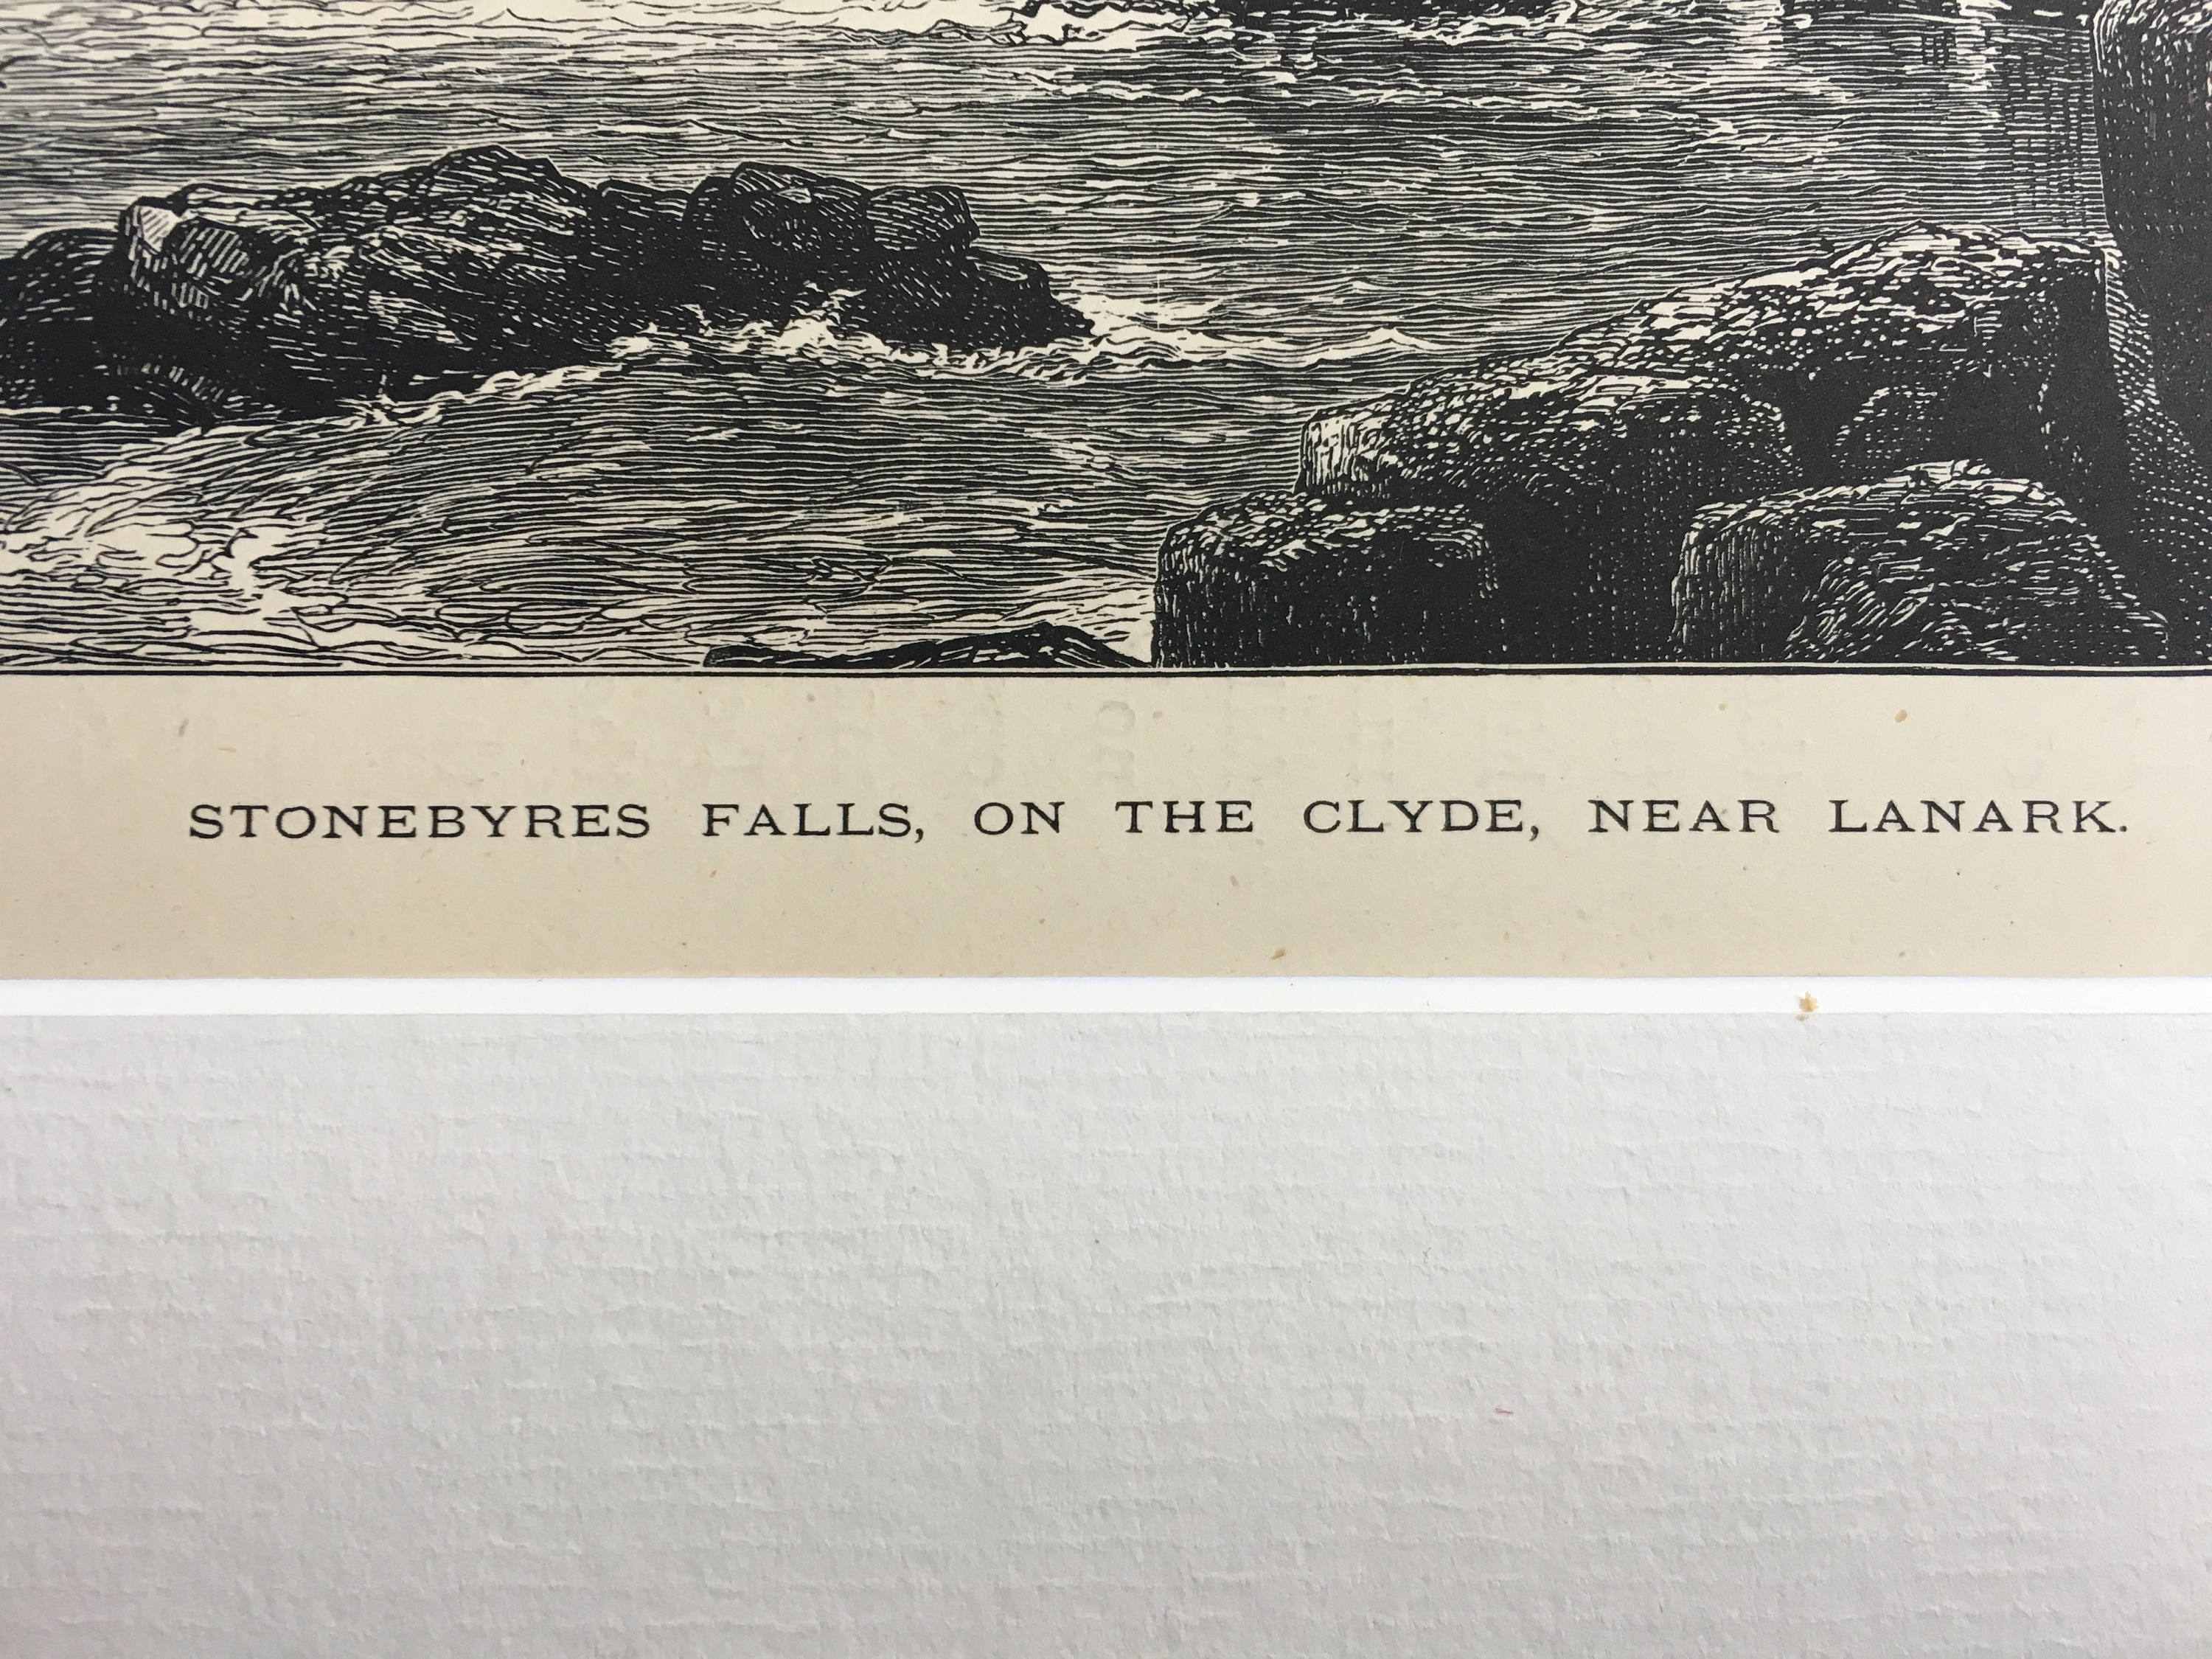 STONEBYRES FALLS, ON THE CLYDE, NEAR LANARK.